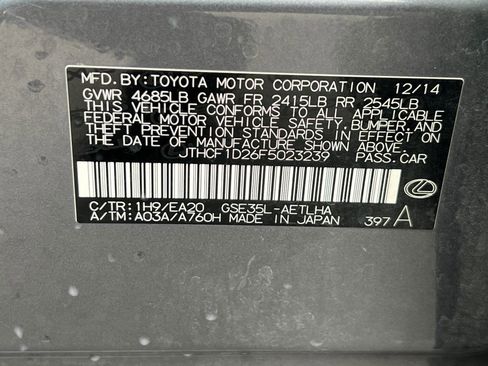 MFD.BY:TOYOTA MOTOR CORPORATION 12/14
GVWR 4685LB GAWR FR 2415LB RR 2545LB
THIS VEHICLE CONFORMS TO ALL APPLICABLE
FEDERAL MOTOR VEHICLE SAFETY,BUMPER,AND
THEFT PREVENTION STANDARDS IN EFFECT ON
THE DATE OF MANUFACTURE SHOWN ABOVE.
JTHCF1D26F5023239 PASS.CAR
C/TR:1H9/EA20 GSE35L-AETLHA
A/TM:A03A/A760H MADE IN JAPAN 397 A